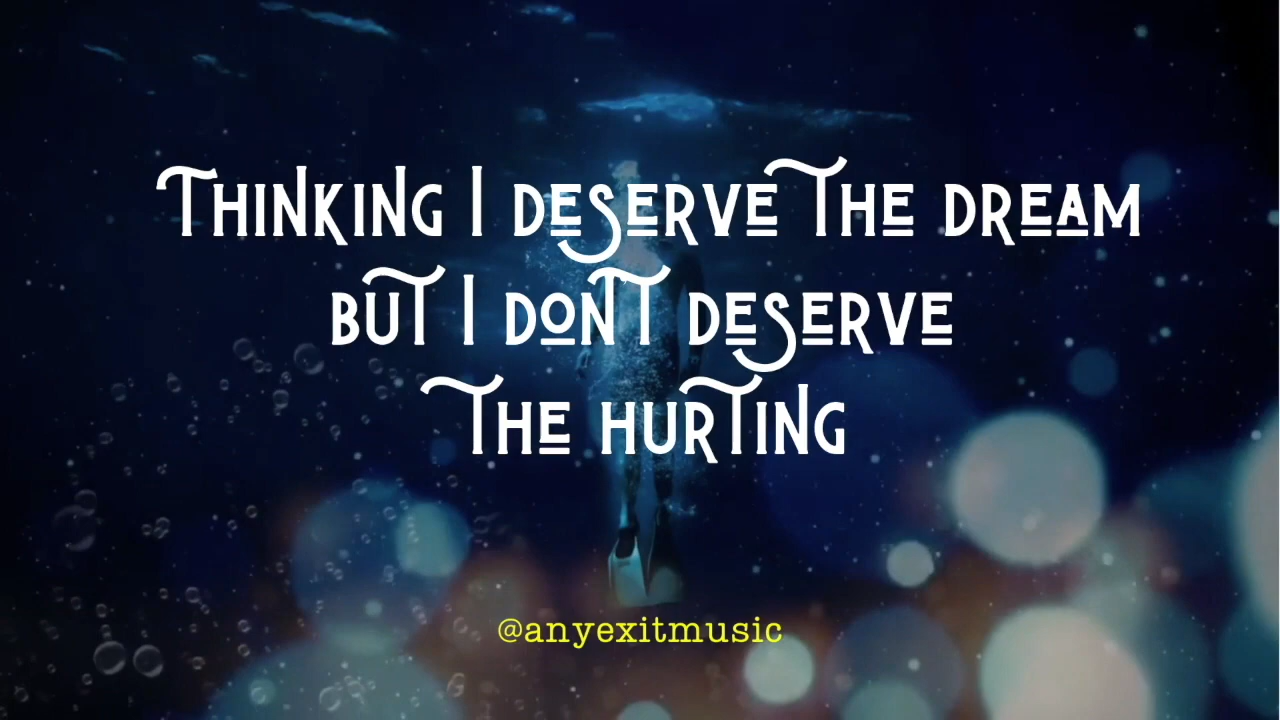 THINKING I DESERVE THE DREAM
BUT I DON'T DESERVE
THE HURTING
@anyexitmusic